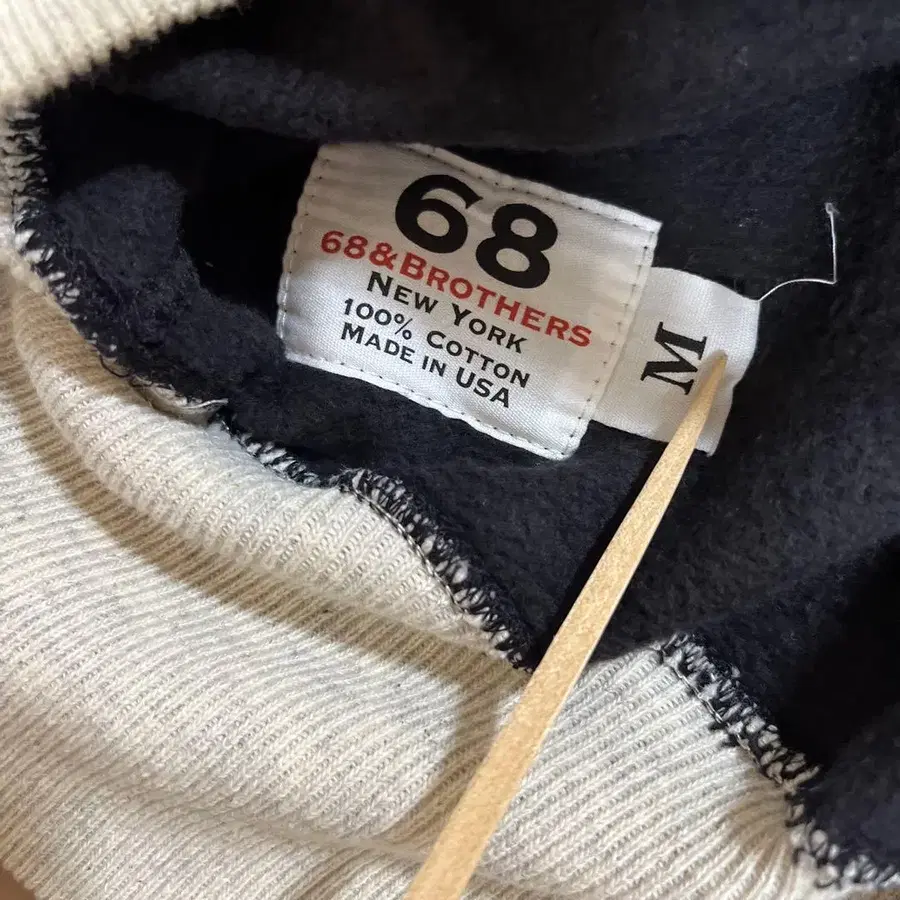 68
68&BROTHERS
NEW YORK
100% COTTON
MADE IN USA
M